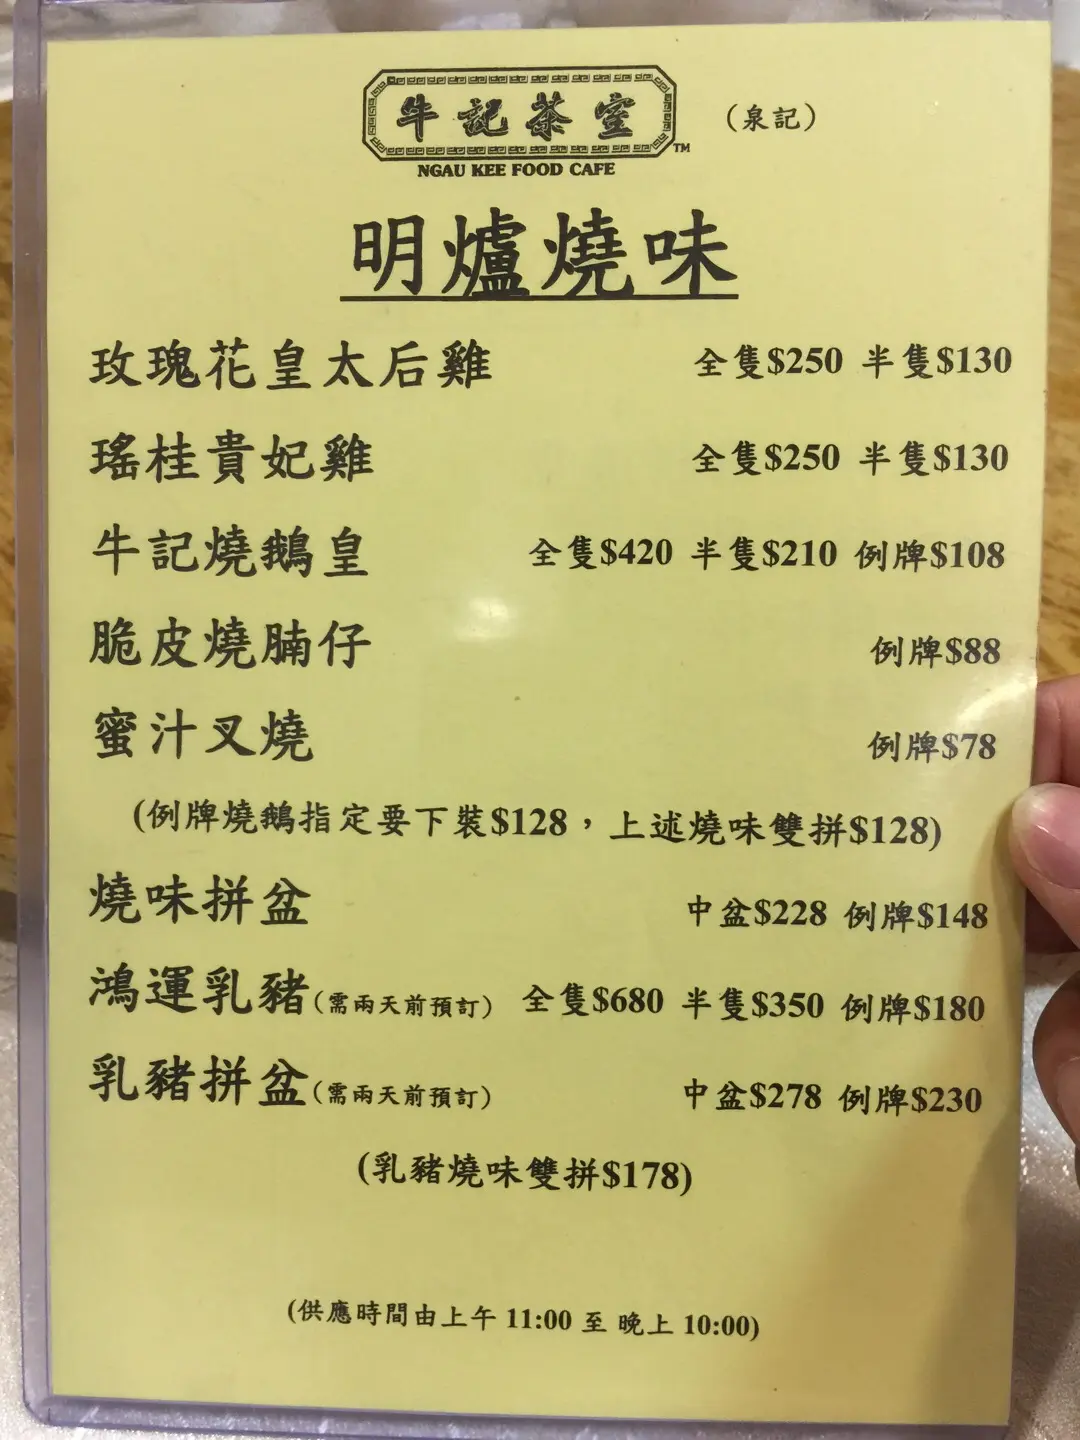 牛記茶室 (泉記)
TM
NGAU KEE FOOD CAFE
明爐燒味
玫瑰花皇太后雞 全隻$250 半隻$130
瑤桂貴妃雞 全隻$250 半隻$130
牛記燒鵝皇 全隻$420 半隻$210 例牌$108
脆皮燒腩仔 例牌$88
蜜汁叉燒 例牌$78
(例牌燒鵝指定要下裝$128，上述燒味雙拼$128)
燒味拼盆 中盆$228 例牌$148
鴻運乳豬(需兩天前預訂) 全隻$680 半隻$350 例牌$180
乳豬拼盆(需兩天前預訂) 中盆$278 例牌$230
(乳豬燒味雙拼$178)
(供應時間由上午 11:00 至 晚上 10:00)